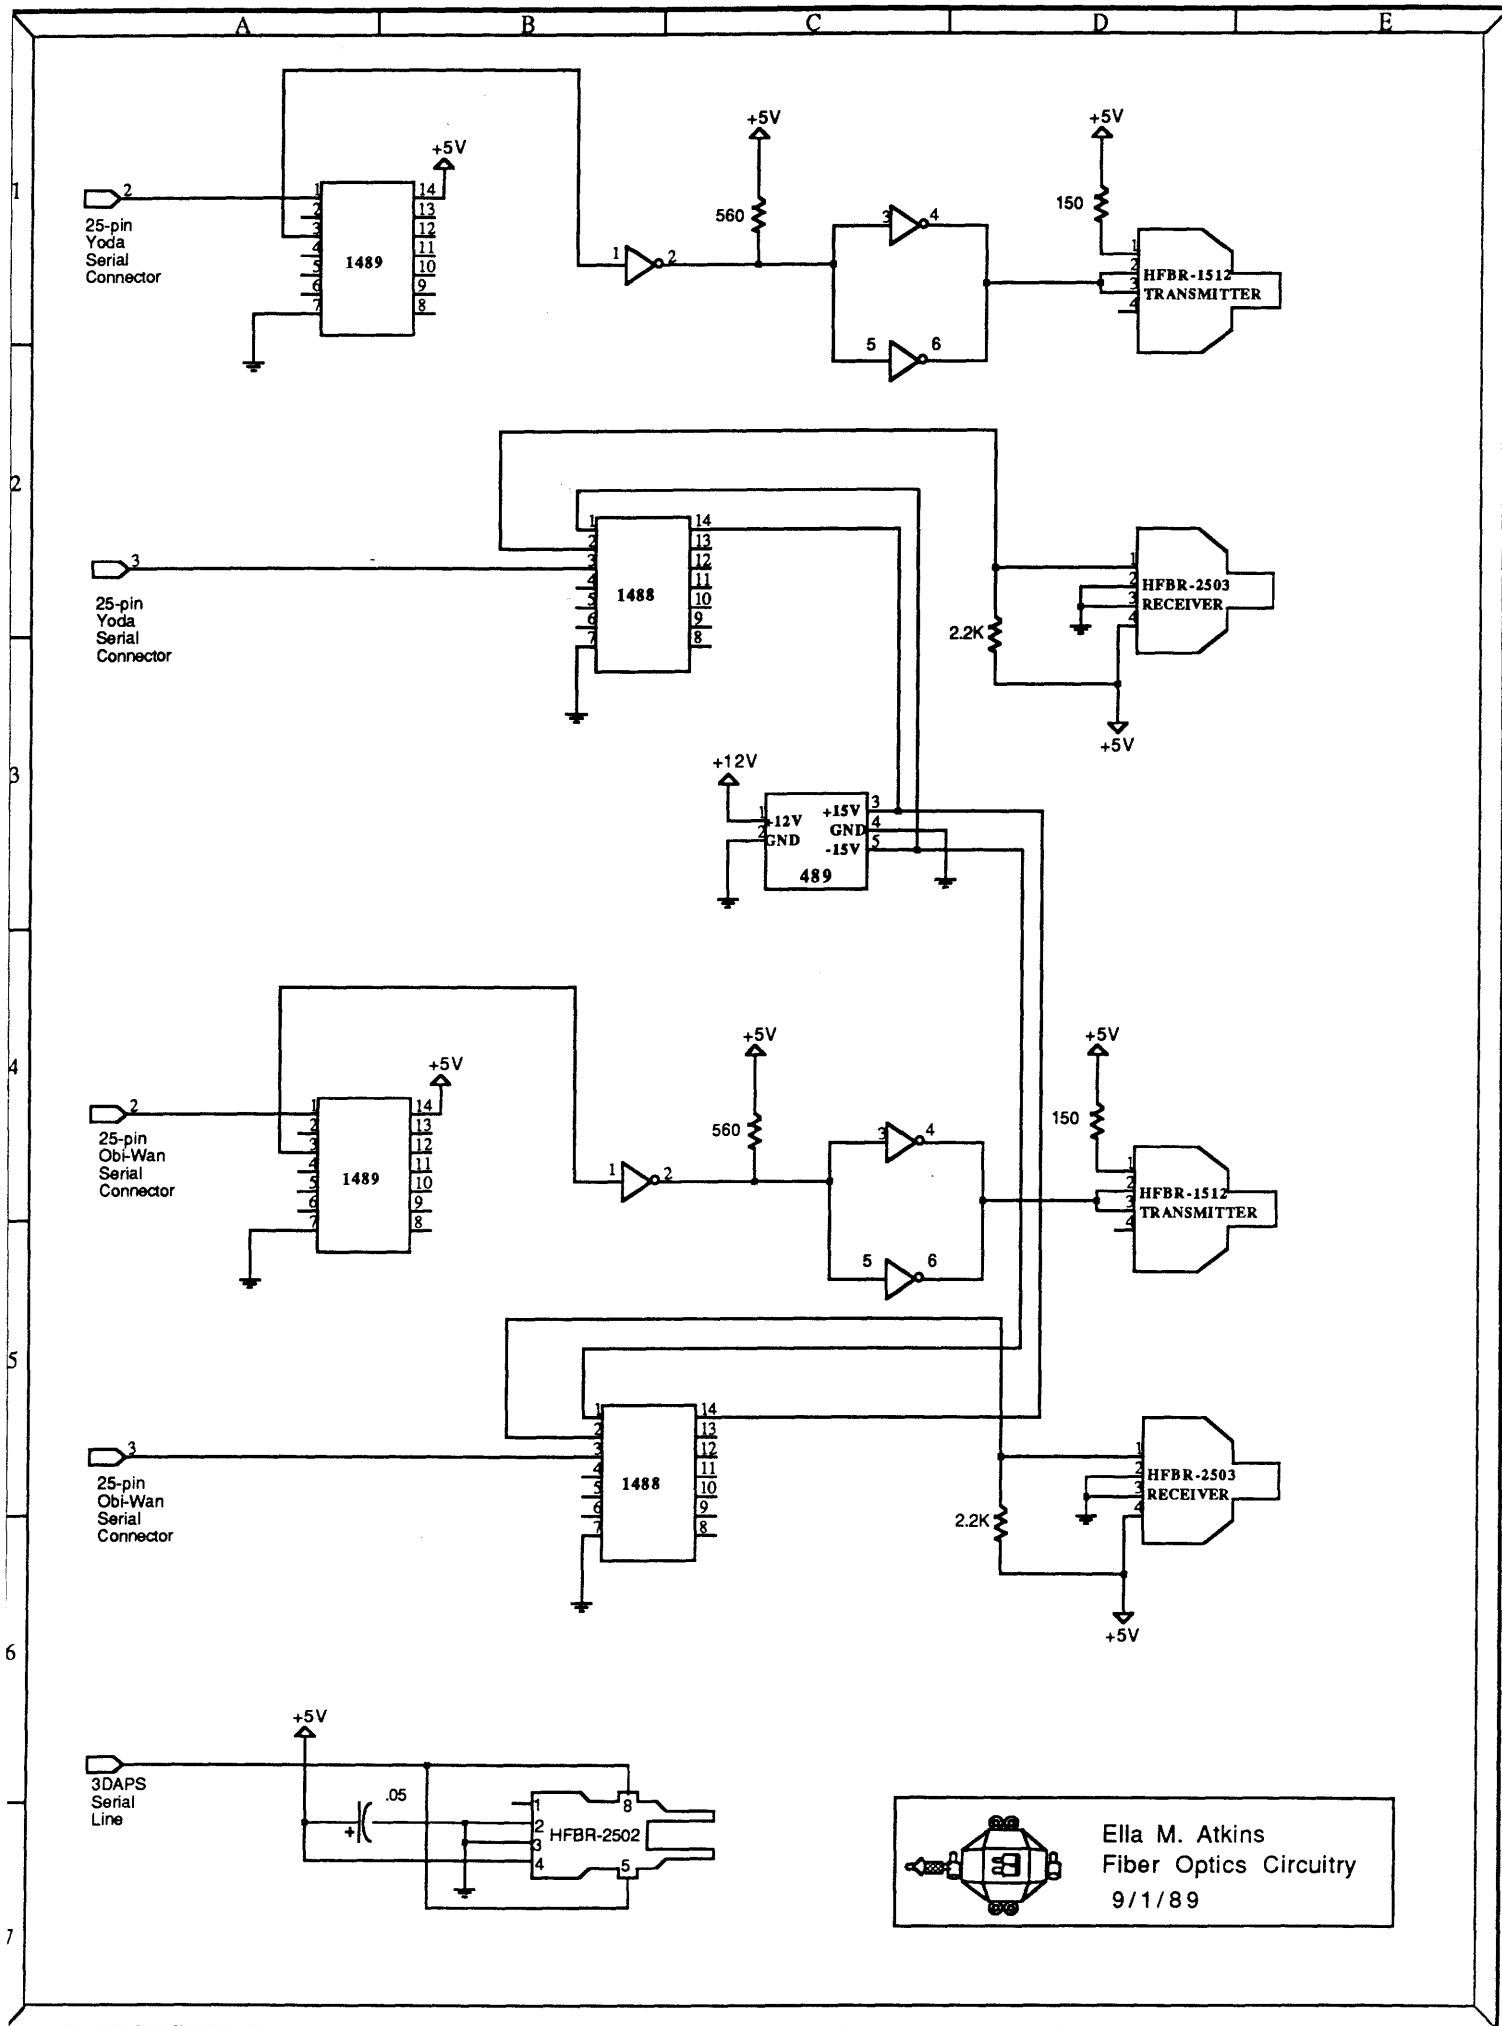 A B C D E
1
+5V
2
25-pin
Yoda
Serial
Connector
1 14
2 13
3 12
4 11
5 10
6 9
7 8
1489
1 2
+5V
560
3 4
5 6
+5V
150
1
2
3
4
HFBR-1512
TRANSMITTER
2
3
25-pin
Yoda
Serial
Connector
1 14
2 13
3 12
4 11
5 10
6 9
7 8
1488
2.2K
1
2
3
4
HFBR-2503
RECEIVER
+5V
3
+12V
1
2
+12V
GND
+15V
GND
-15V
3
4
5
489
4
+5V
2
25-pin
Obi-Wan
Serial
Connector
1 14
2 13
3 12
4 11
5 10
6 9
7 8
1489
1 2
+5V
560
3 4
5 6
+5V
150
1
2
3
4
HFBR-1512
TRANSMITTER
5
3
25-pin
Obi-Wan
Serial
Connector
1 14
2 13
3 12
4 11
5 10
6 9
7 8
1488
2.2K
1
2
3
4
HFBR-2503
RECEIVER
+5V
6
+5V
3DAPS
Serial
Line
.05
+
1
2
3
4
8
HFBR-2502
5
Ella M. Atkins
Fiber Optics Circuitry
9/1/89
7